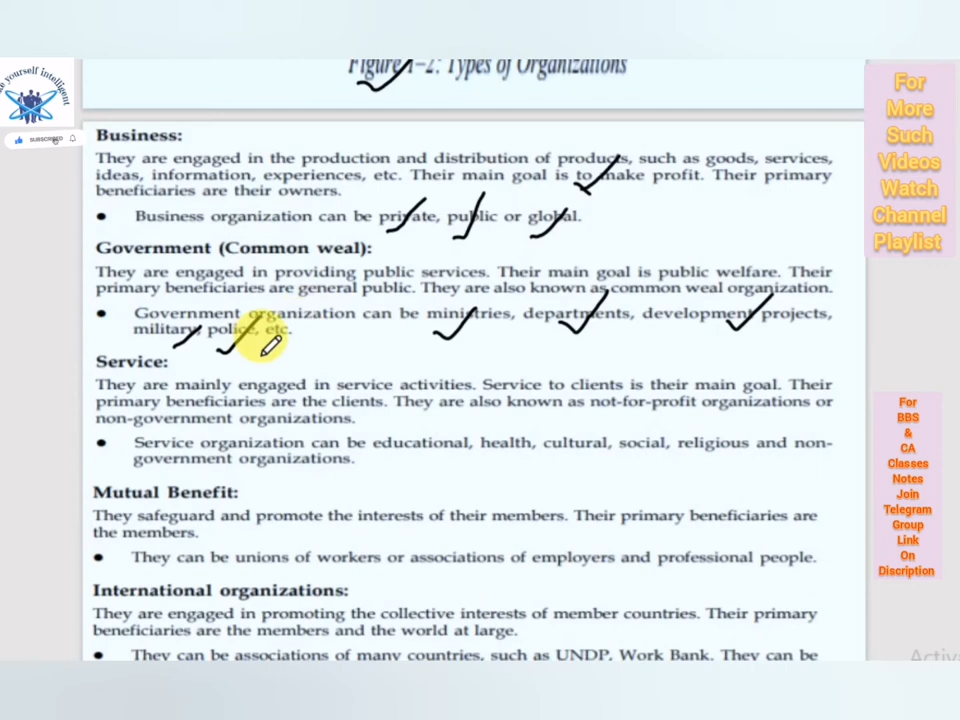 Figure 1–2: Types of Organizations
yourself intelligent
SUBSCRIBED
Business:
They are engaged in the production and distribution of products, such as goods, services,
ideas, information, experiences, etc. Their main goal is to make profit. Their primary
beneficiaries are their owners.
• Business organization can be private, public or global.
Government (Common weal):
They are engaged in providing public services. Their main goal is public welfare. Their
primary beneficiaries are general public. They are also known as common weal organization.
• Government organization can be ministries, departments, development projects,
military, police, etc.
Service:
They are mainly engaged in service activities. Service to clients is their main goal. Their
primary beneficiaries are the clients. They are also known as not-for-profit organizations or
non-government organizations.
• Service organization can be educational, health, cultural, social, religious and non-
government organizations.
Mutual Benefit:
They safeguard and promote the interests of their members. Their primary beneficiaries are
the members.
• They can be unions of workers or associations of employers and professional people.
International organizations:
They are engaged in promoting the collective interests of member countries. Their primary
beneficiaries are the members and the world at large.
• They can be associations of many countries, such as UNDP, Work Bank. They can be
For
More
Such
Videos
Watch
Channel
Playlist
For
BBS
&
CA
Classes
Notes
Join
Telegram
Group
Link
On
Discription